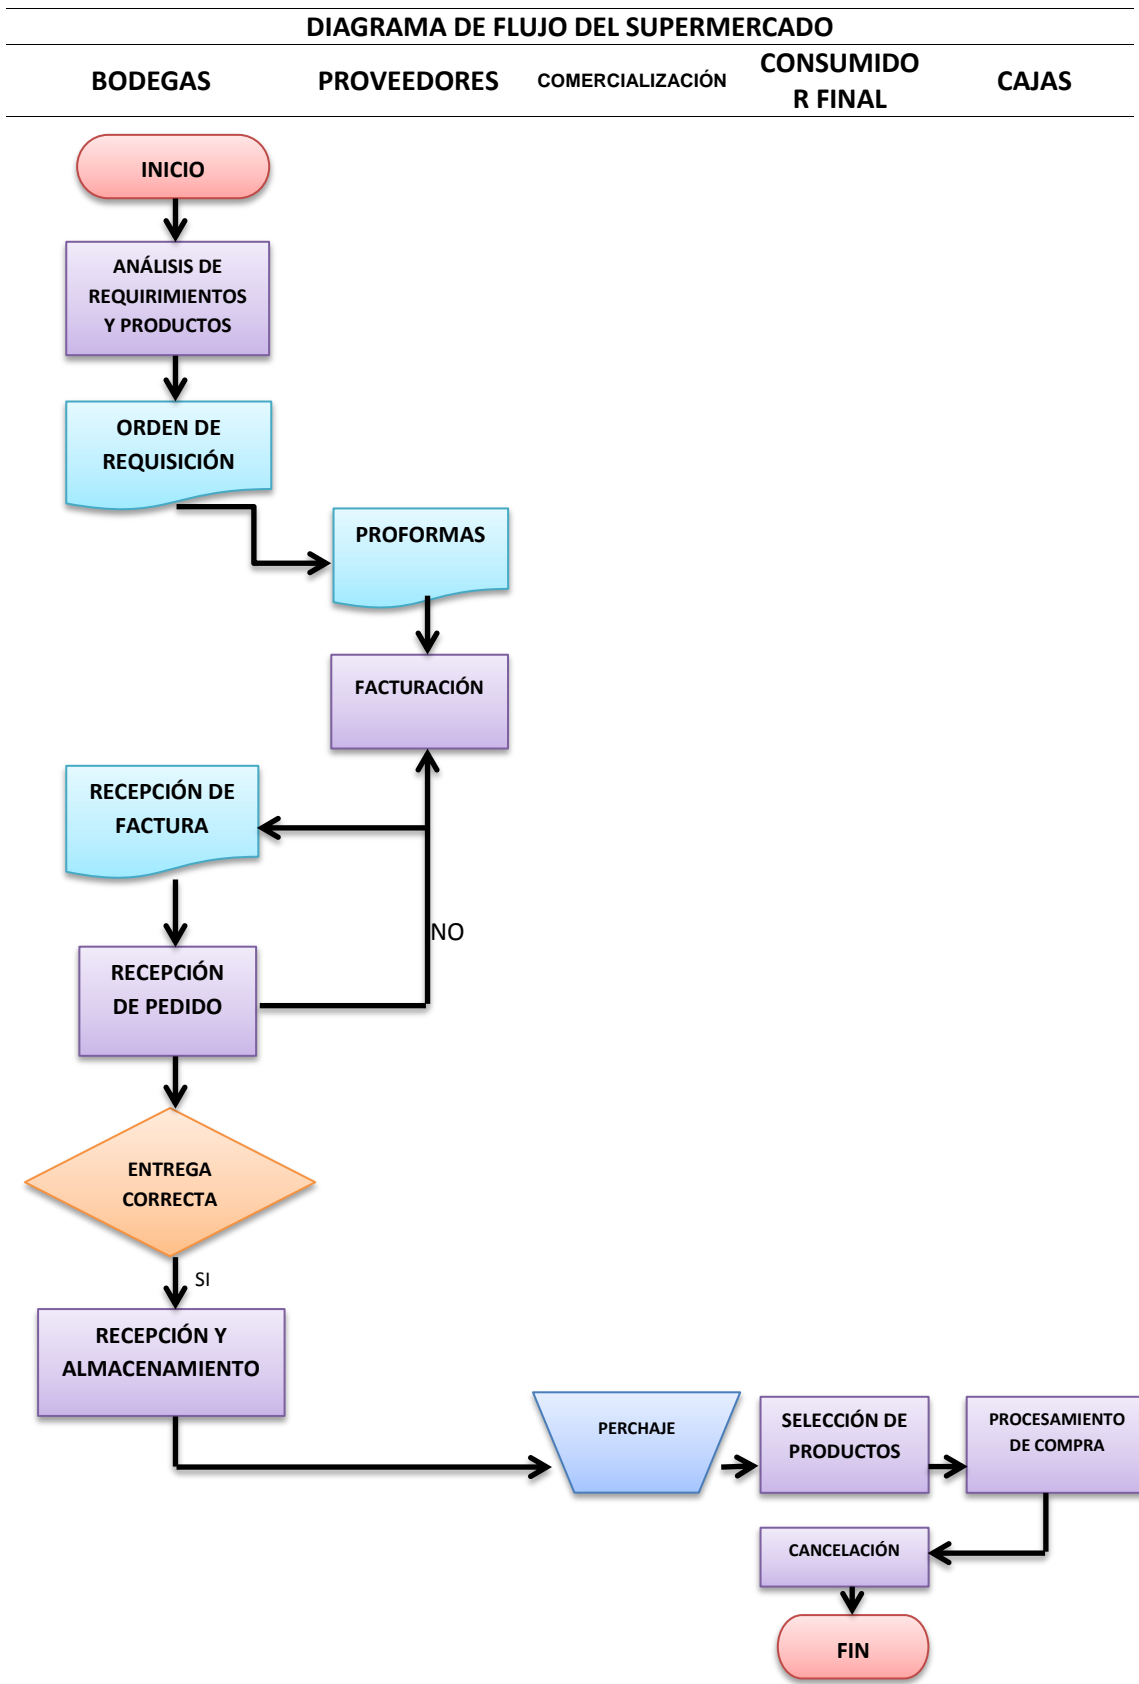 DIAGRAMA DE FLUJO DEL SUPERMERCADO
BODEGAS
PROVEEDORES
COMERCIALIZACIÓN
CONSUMIDO
R FINAL
CAJAS
INICIO
ANÁLISIS DE
REQUIRIMIENTOS
Y PRODUCTOS
ORDEN DE
REQUISICIÓN
PROFORMAS
FACTURACIÓN
RECEPCIÓN DE
FACTURA
NO
RECEPCIÓN
DE PEDIDO
ENTREGA
CORRECTA
SI
RECEPCIÓN Y
ALMACENAMIENTO
PERCHAJE
SELECCIÓN DE
PRODUCTOS
PROCESAMIENTO
DE COMPRA
CANCELACIÓN
FIN